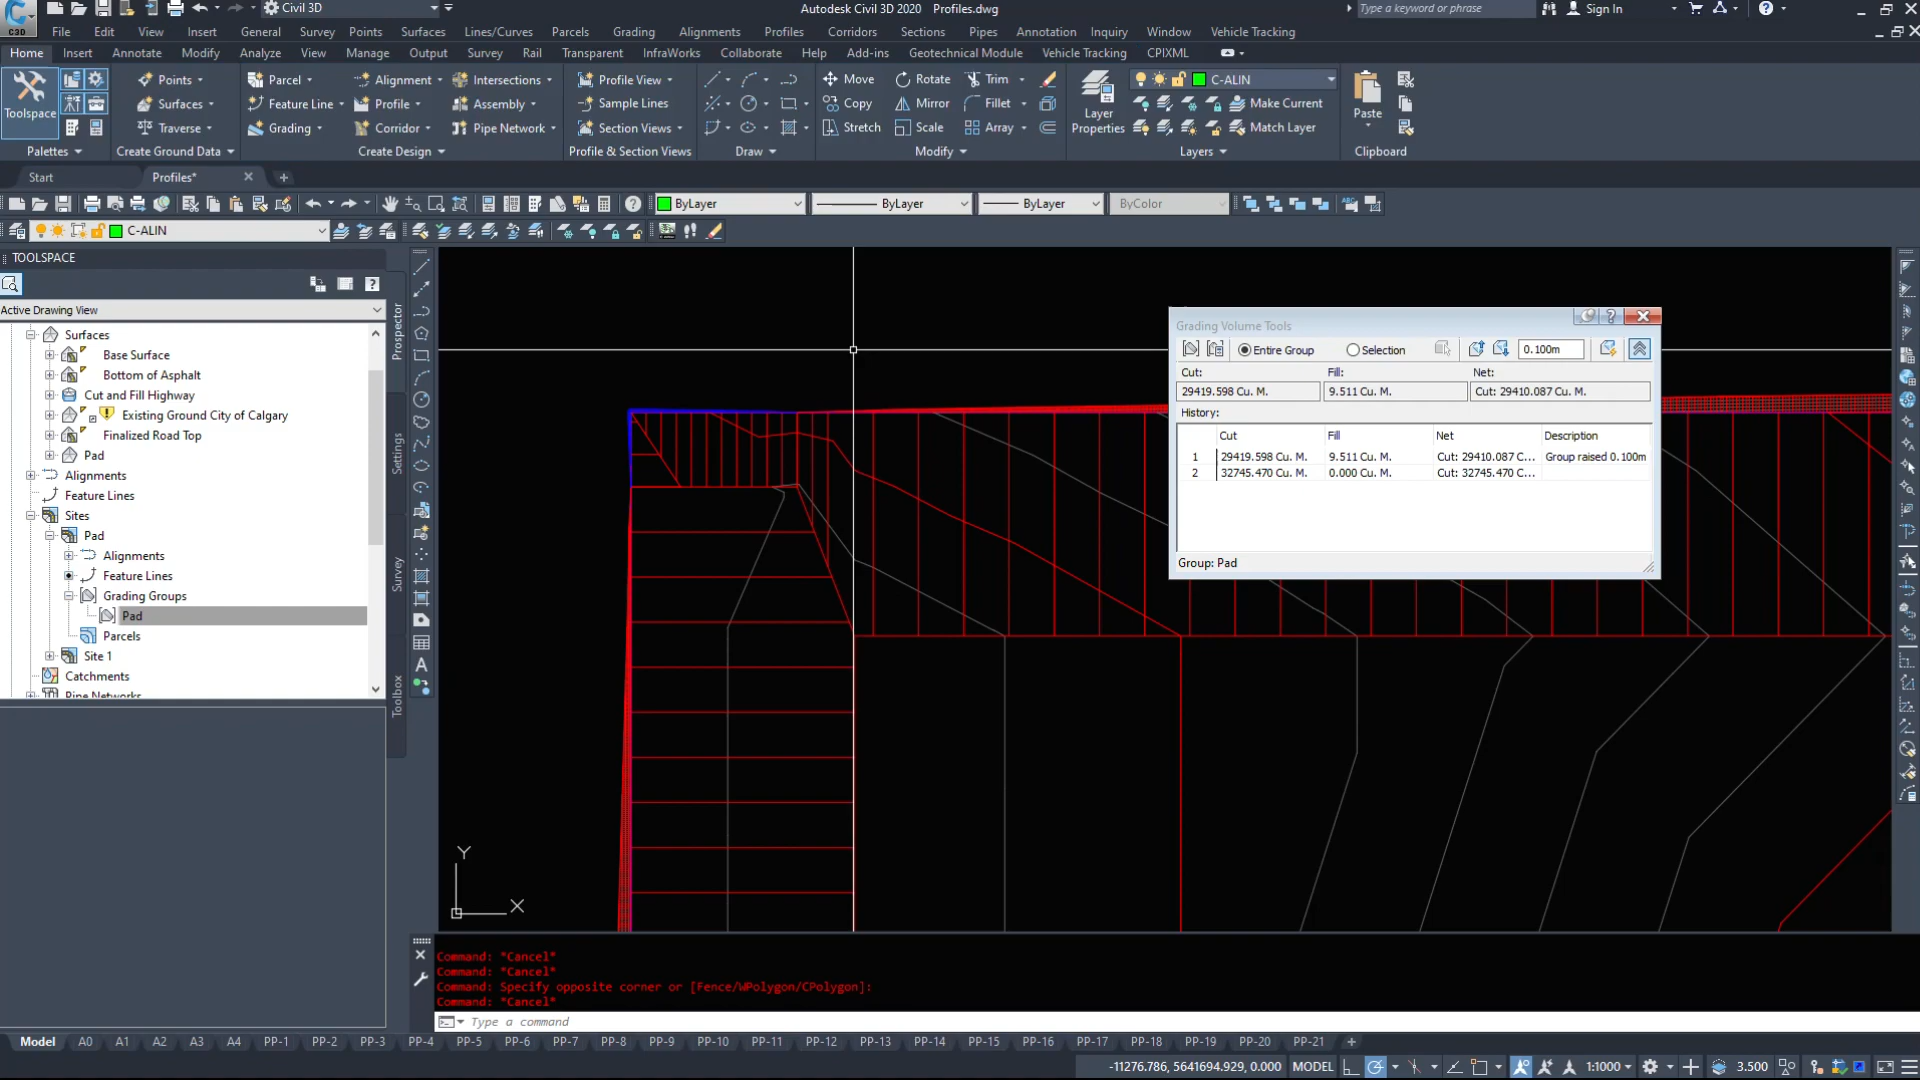 Civil 3D
Autodesk Civil 3D 2020 Profiles.dwg
Type a keyword or phrase
Sign In
C3D
File Edit View Insert General Survey Points Surfaces Lines/Curves Parcels Grading Alignments Profiles Corridors Sections Pipes Annotation Inquiry Window Vehicle Tracking
Home Insert Annotate Modify Analyze View Manage Output Survey Rail Transparent InfraWorks Collaborate Help Add-ins Geotechnical Module Vehicle Tracking CPIXML
Points Parcel Alignment Intersections Profile View Move Rotate Trim C-ALIN
Toolspace Surfaces Feature Line Profile Assembly Sample Lines Copy Mirror Fillet Layer Properties Make Current Paste
Traverse Grading Corridor Pipe Network Section Views Stretch Scale Array Match Layer
Palettes Create Ground Data Create Design Profile & Section Views Draw Modify Layers Clipboard
Start Profiles*
ByLayer ByLayer ByLayer ByColor
C-ALIN
TOOLSPACE
Active Drawing View
Surfaces
Base Surface
Bottom of Asphalt
Cut and Fill Highway
Existing Ground City of Calgary
Finalized Road Top
Pad
Alignments
Feature Lines
Sites
Pad
Alignments
Feature Lines
Grading Groups
Pad
Parcels
Site 1
Catchments
Pipe Networks
Prospector
Settings
Survey
Toolbox
Grading Volume Tools
Entire Group Selection 0.100m
Cut: Fill: Net:
29419.598 Cu. M. 9.511 Cu. M. Cut: 29410.087 Cu. M.
History:
Cut Fill Net Description
1 29419.598 Cu. M. 9.511 Cu. M. Cut: 29410.087 C... Group raised 0.100m
2 32745.470 Cu. M. 0.000 Cu. M. Cut: 32745.470 C...
Group: Pad
Y
X
Command: *Cancel*
Command: *Cancel*
Command: Specify opposite corner or [Fence/WPolygon/CPolygon]:
Command: *Cancel*
Type a command
Model A0 A1 A2 A3 A4 PP-1 PP-2 PP-3 PP-4 PP-5 PP-6 PP-7 PP-8 PP-9 PP-10 PP-11 PP-12 PP-13 PP-14 PP-15 PP-16 PP-17 PP-18 PP-19 PP-20 PP-21
-11276.786, 5641694.929, 0.000 MODEL 1:1000 3.500